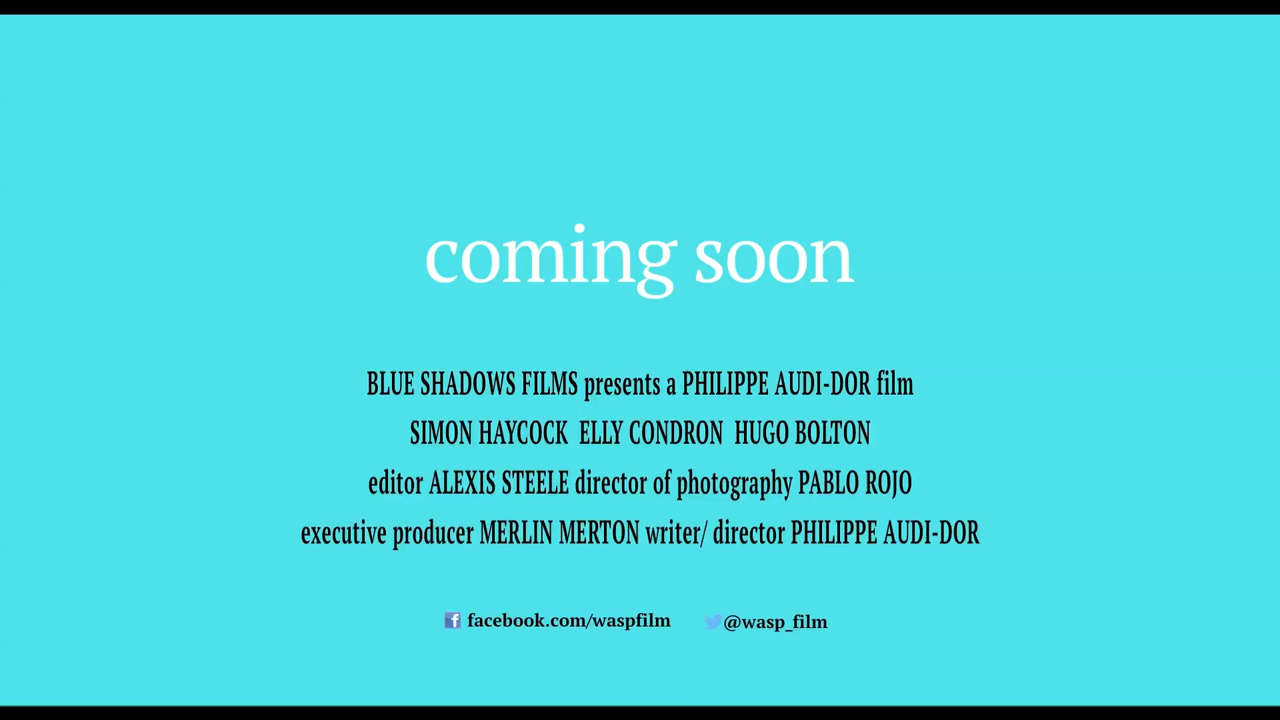 coming soon
BLUE SHADOWS FILMS presents a PHILIPPE AUDI-DOR film
SIMON HAYCOCK ELLY CONDRON HUGO BOLTON
editor ALEXIS STEELE director of photography PABLO ROJO
executive producer MERLIN MERTON writer/ director PHILIPPE AUDI-DOR
facebook.com/waspfilm @wasp_film